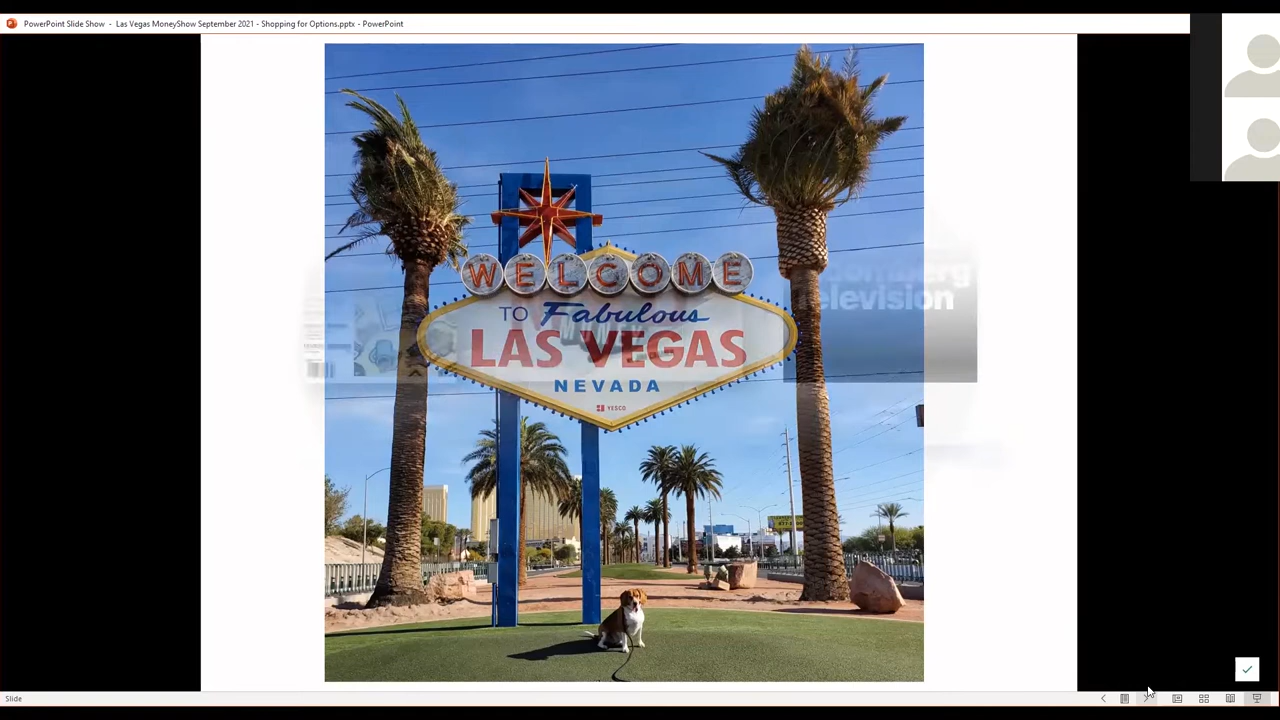 PowerPoint Slide Show - Las Vegas MoneyShow September 2021 - Shopping for Options.pptx - PowerPoint
WELCOME
TO Fabulous
LAS VEGAS
NEVADA
YESCO
Television
Slide